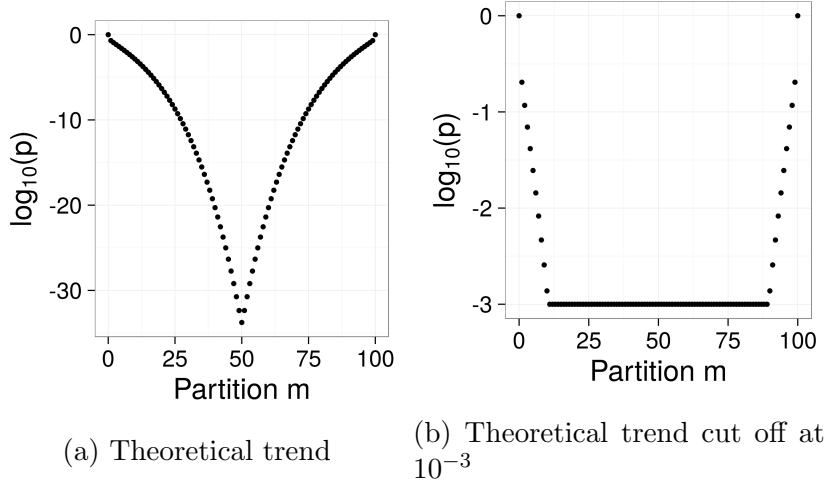 0
-10
-20
-30
log10(p)
0 25 50 75 100
Partition m
(a) Theoretical trend
0
-1
-2
-3
log10(p)
0 25 50 75 100
Partition m
(b) Theoretical trend cut off at
10−3